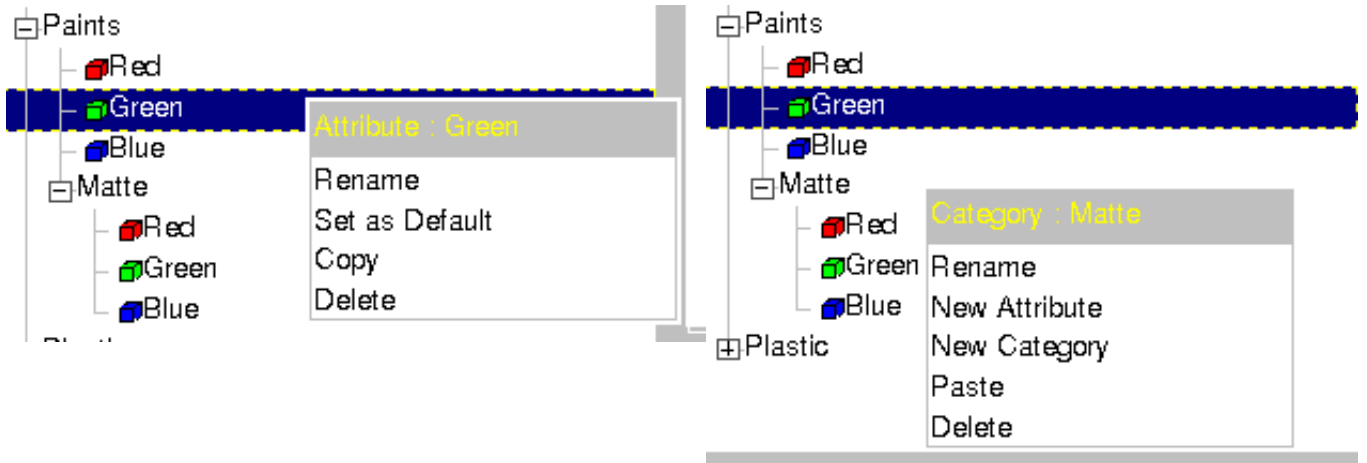 Paints
Red
Green
Blue
Matte
Red
Green
Blue
Attribute : Green
Rename
Set as Default
Copy
Delete
Paints
Red
Green
Blue
Matte
Red
Green
Blue
Plastic
Category : Matte
Rename
New Attribute
New Category
Paste
Delete